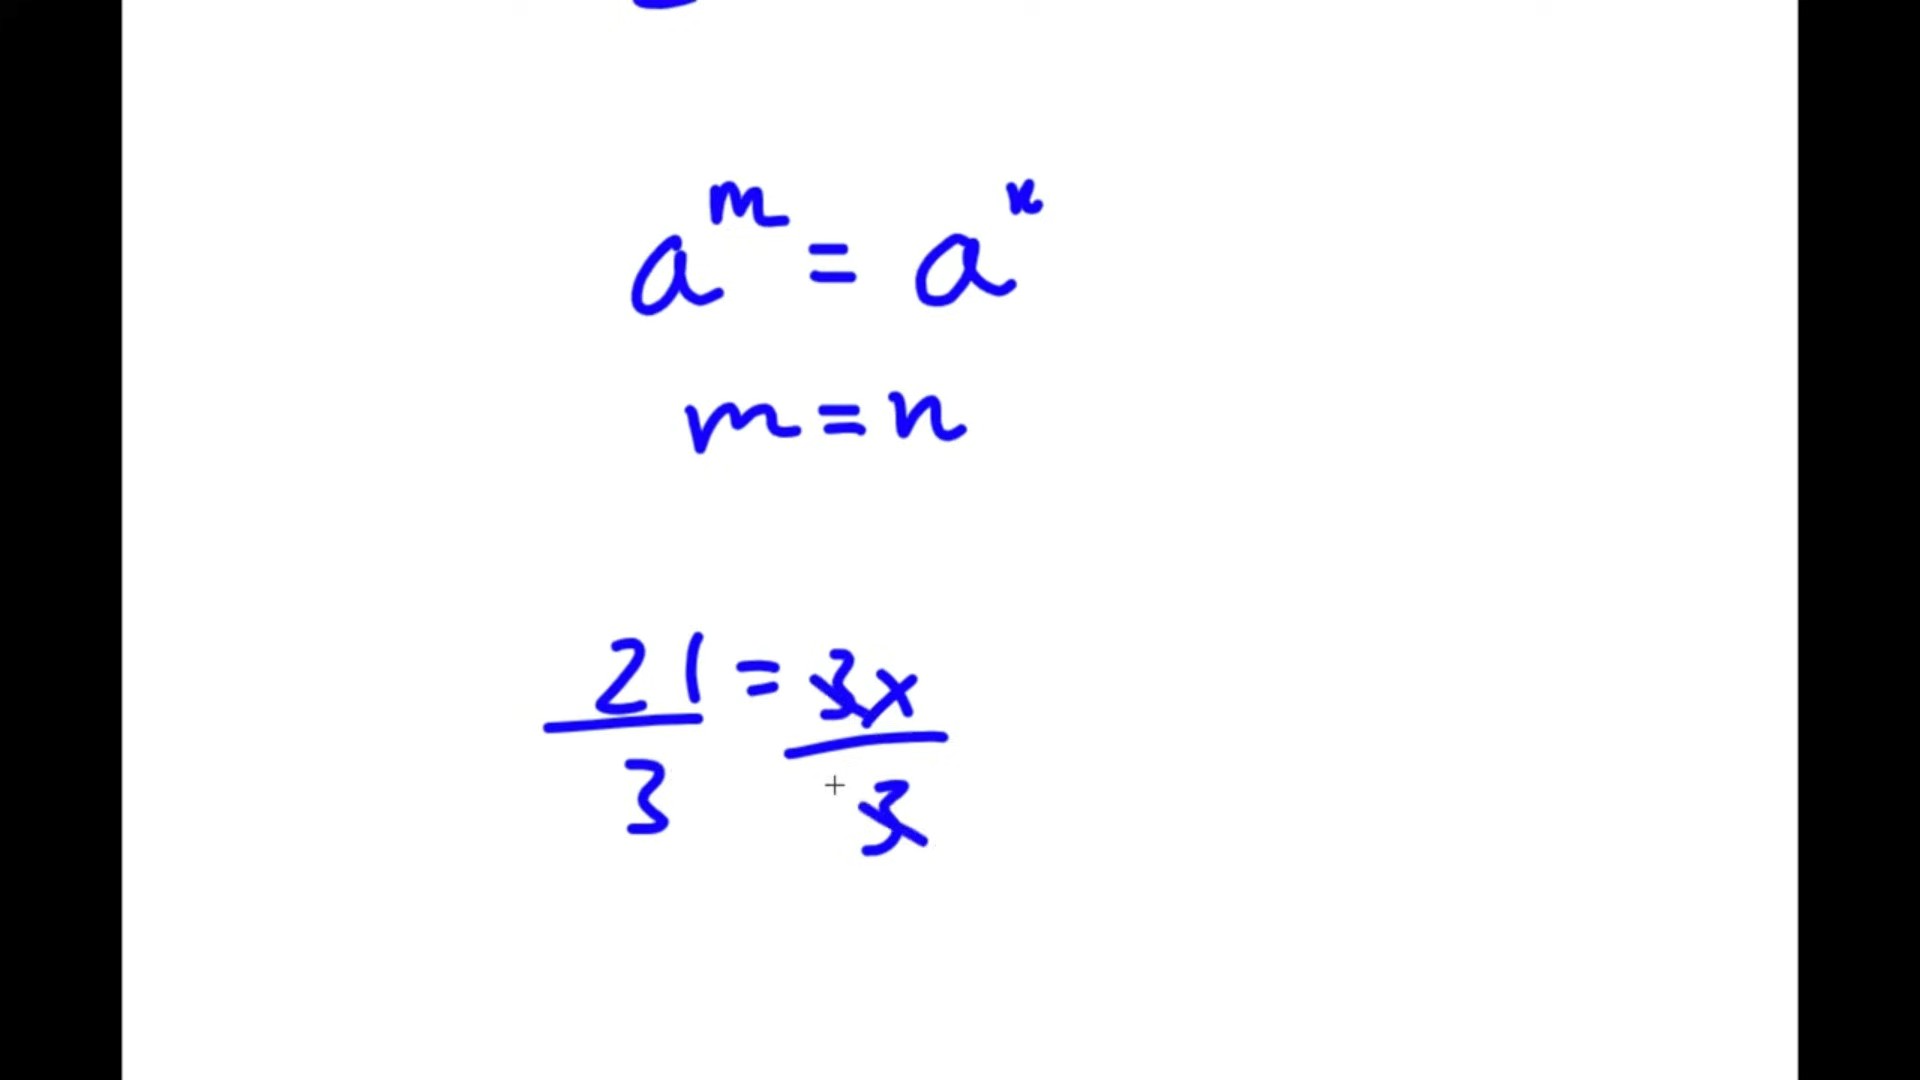 a^m = a^n
m = n
21 = 3x
3 3